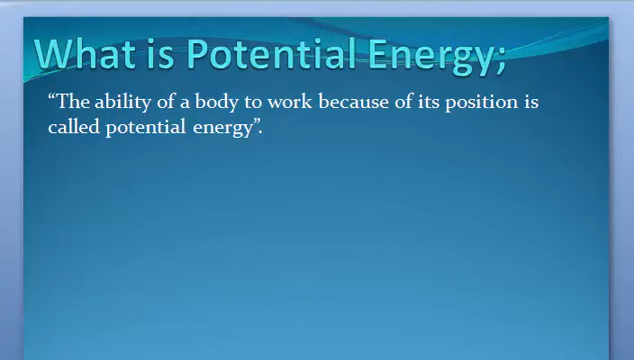 What is Potential Energy;
“The ability of a body to work because of its position is
called potential energy”.